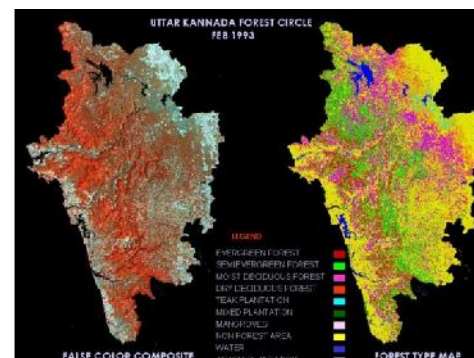 UTTAR KANNADA FOREST CIRCLE
FEB 1993
LEGEND
EVERGREEN FOREST
SEMIEVERGREEN FOREST
MOIST DECIDUOUS FOREST
DRY DECIDUOUS FOREST
TEAK PLANTATION
MIXED PLANTATION
MANGROVES
NON FOREST AREA
WATER
FALSE COLOR COMPOSITE
FOREST TYPE MAP